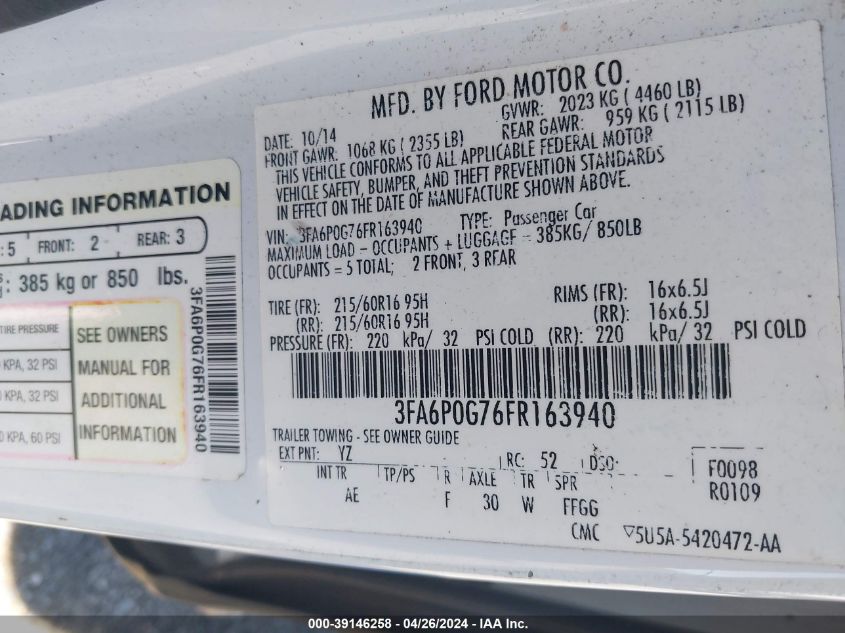 ADING INFORMATION
: 5 FRONT: 2 REAR: 3
: 385 kg or 850 lbs.
TIRE PRESSURE
KPA, 32 PSI
KPA, 32 PSI
KPA, 60 PSI
SEE OWNERS
MANUAL FOR
ADDITIONAL
INFORMATION
3FA6P0G76FR163940
MFD. BY FORD MOTOR CO.
DATE: 10/14 GVWR: 2023 KG ( 4460 LB)
FRONT GAWR: 1068 KG ( 2355 LB) REAR GAWR: 959 KG ( 2115 LB)
THIS VEHICLE CONFORMS TO ALL APPLICABLE FEDERAL MOTOR
VEHICLE SAFETY, BUMPER, AND THEFT PREVENTION STANDARDS
IN EFFECT ON THE DATE OF MANUFACTURE SHOWN ABOVE.
VIN: 3FA6P0G76FR163940 TYPE: Passenger Car
MAXIMUM LOAD - OCCUPANTS + LUGGAGE - 385KG/ 850LB
OCCUPANTS = 5 TOTAL; 2 FRONT, 3 REAR
TIRE (FR): 215/60R16 95H RIMS (FR): 16x6.5J
(RR): 215/60R16 95H (RR): 16x6.5J
PRESSURE (FR): 220 kPa/ 32 PSI COLD (RR): 220 kPa/ 32 PSI COLD
3FA6P0G76FR163940
TRAILER TOWING - SEE OWNER GUIDE
EXT PNT: YZ RC: 52 DSO: F0098
INT TR TP/PS R AXLE TR SPR R0109
AE F 30 W FFGG
CMC ▽5U5A-5420472-AA
000-39146258 - 04/26/2024 - IAA Inc.